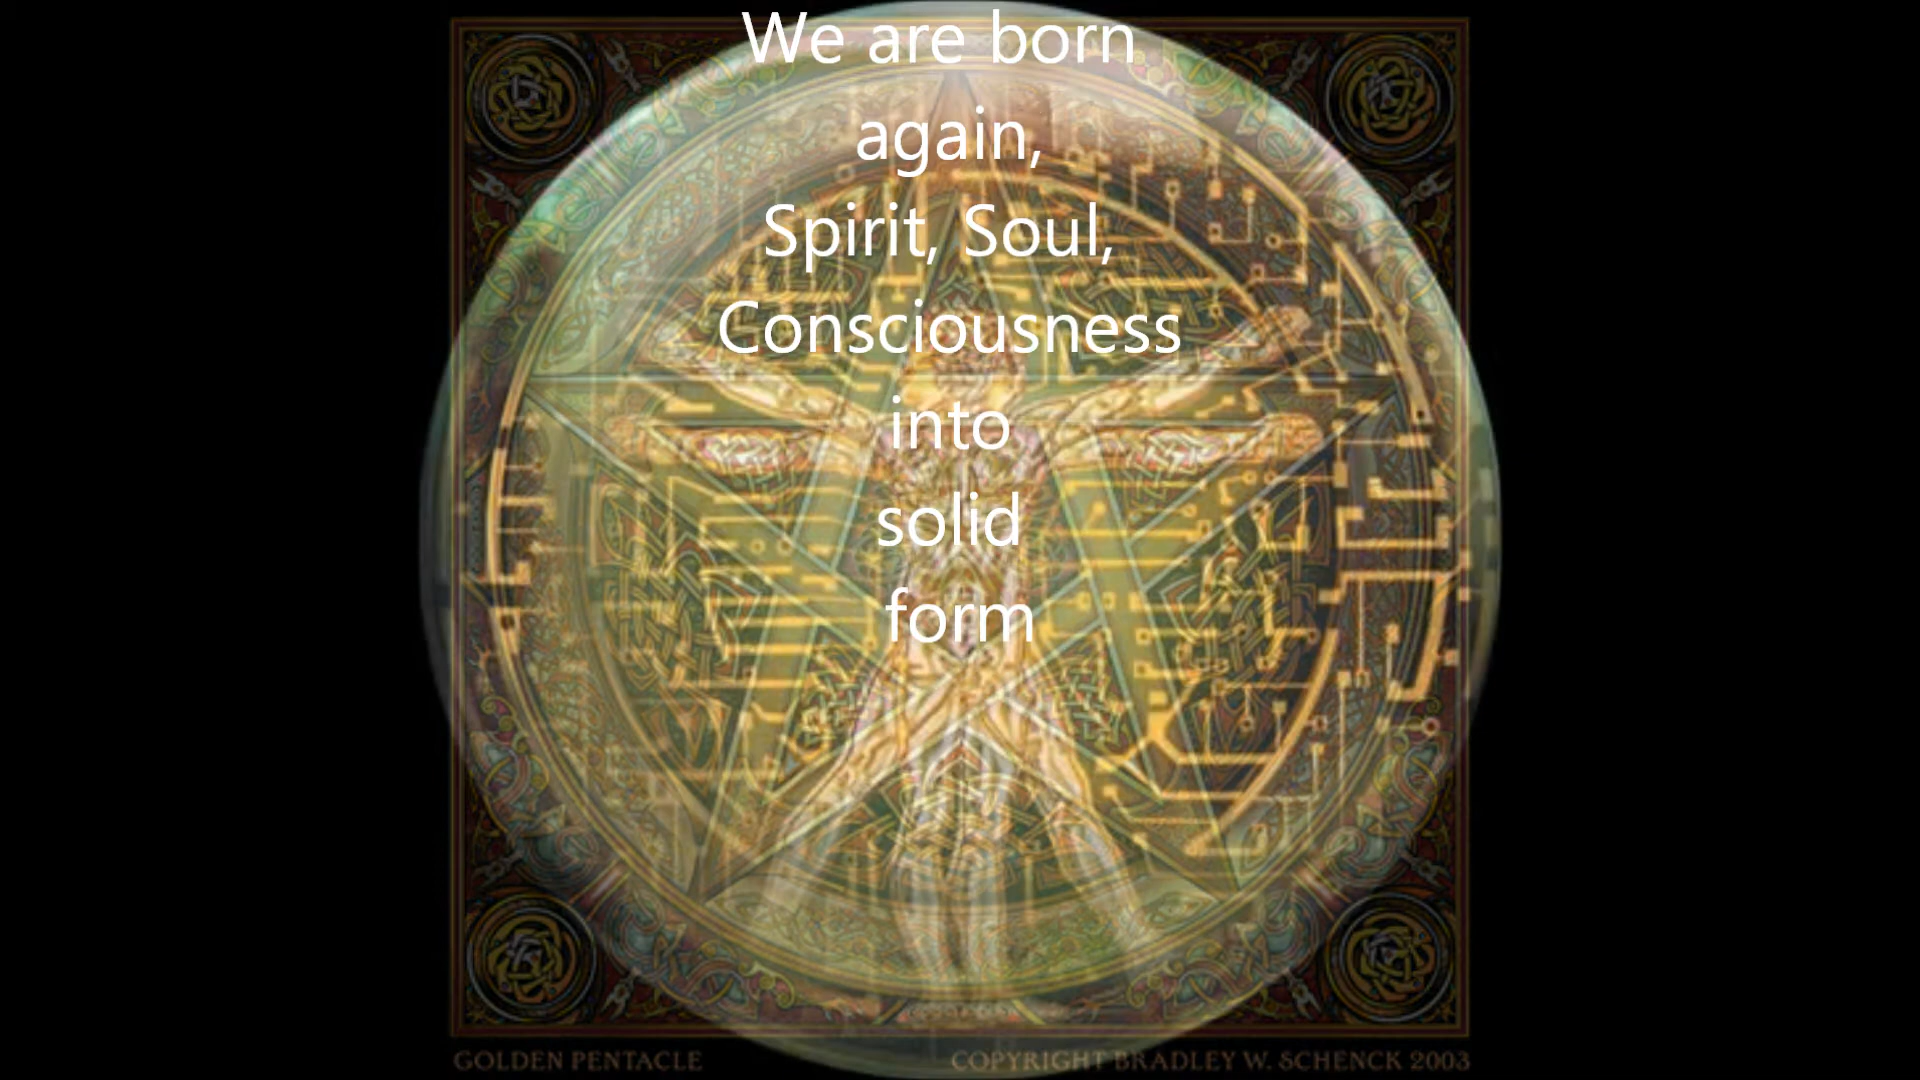 We are born
again,
Spirit, Soul,
Consciousness
into
solid
form
GOLDEN PENTACLE
COPYRIGHT BRADLEY W. SCHENCK 2003